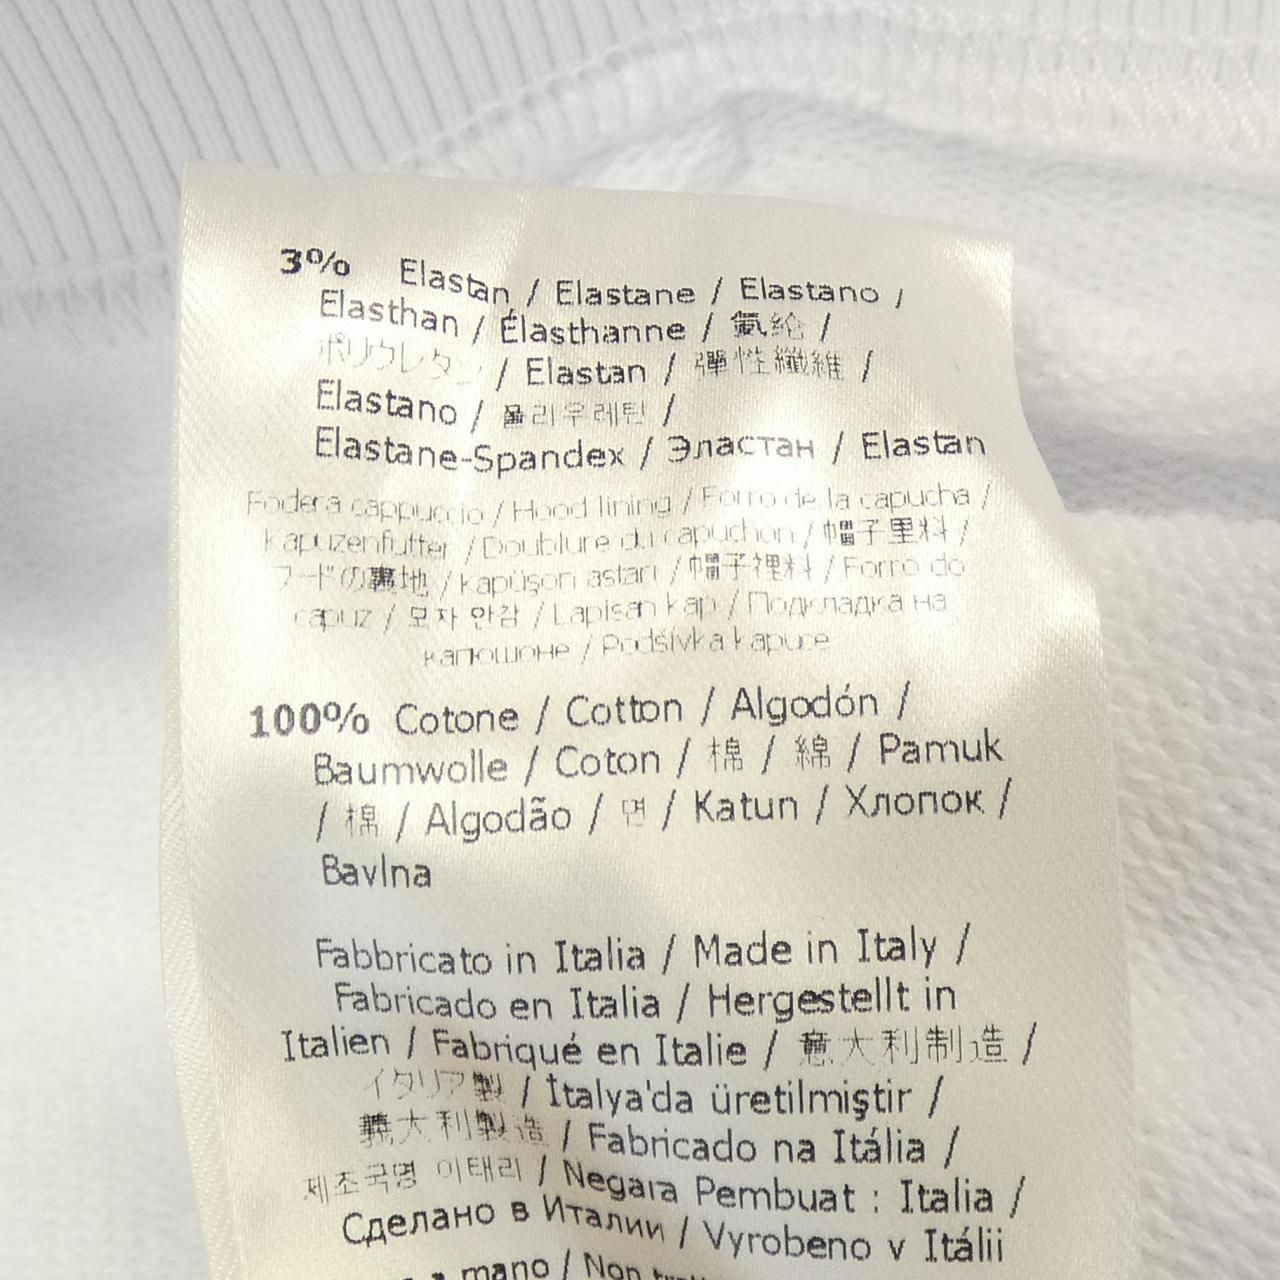 3% Elastan / Elastane / Elastano /
Elasthan / Élasthanne / 氨纶 /
ポリウレタン / Elastan / 彈性纖維 /
Elastano / 폴리우레탄 /
Elastane-Spandex / Эластан / Elastan
Fodera cappuccio / Hood lining / Forro de la capucha /
Kapuzenfutter / Doublure du capuchon / 帽子里料 /
フードの裏地 / kapüşon astarı / 帽子裡料 / Forro do
capuz / 모자 안감 / Lapisan kap / Подкладка на
капюшоне / Podšívka kapuce
100% Cotone / Cotton / Algodón /
Baumwolle / Coton / 棉 / 綿 / Pamuk
/ 棉 / Algodão / 면 / Katun / Хлопок /
Bavlna
Fabbricato in Italia / Made in Italy /
Fabricado en Italia / Hergestellt in
Italien / Fabriqué en Italie / 意大利制造 /
イタリア製 / İtalya'da üretilmiştir /
義大利製造 / Fabricado na Itália /
제조국명 이태리 / Negara Pembuat : Italia /
Сделано в Италии / Vyrobeno v Itálii
a mano / Non